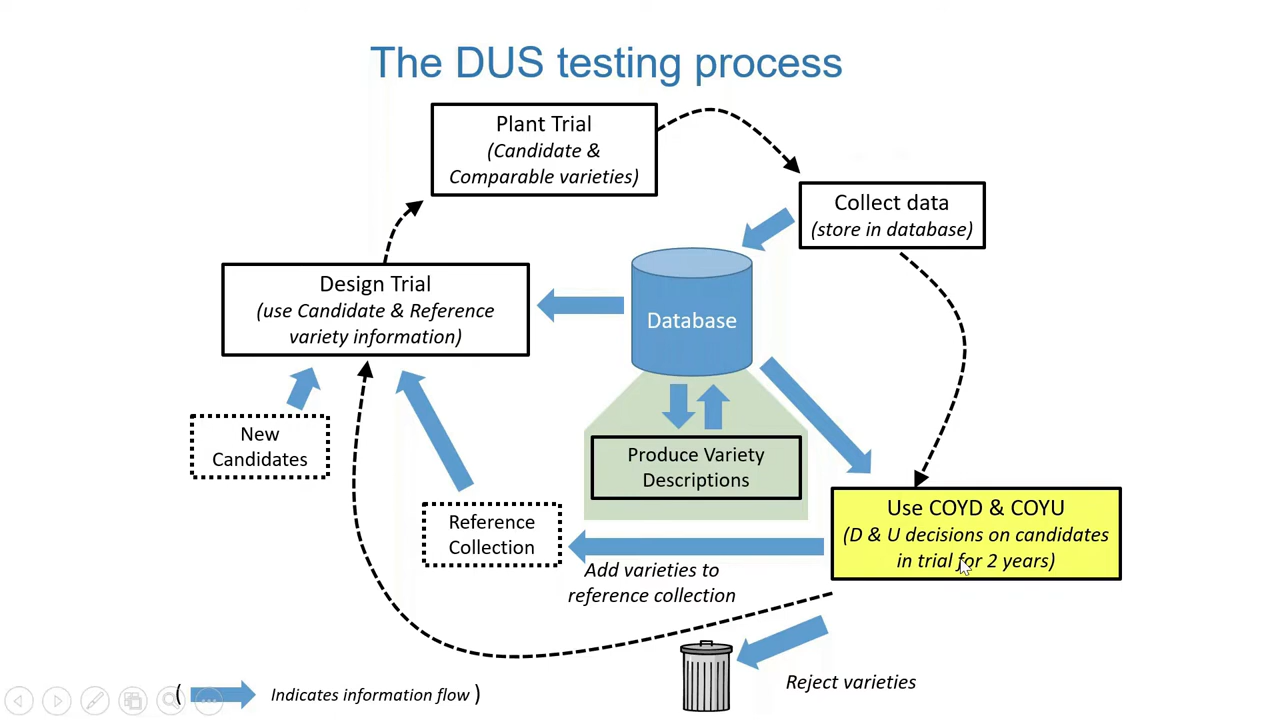 The DUS testing process
Plant Trial
(Candidate &
Comparable varieties)
Collect data
(store in database)
Design Trial
(use Candidate & Reference
variety information)
Database
New
Candidates
Produce Variety
Descriptions
Reference
Collection
Use COYD & COYU
(D & U decisions on candidates
in trial for 2 years)
Add varieties to
reference collection
Reject varieties
( Indicates information flow )